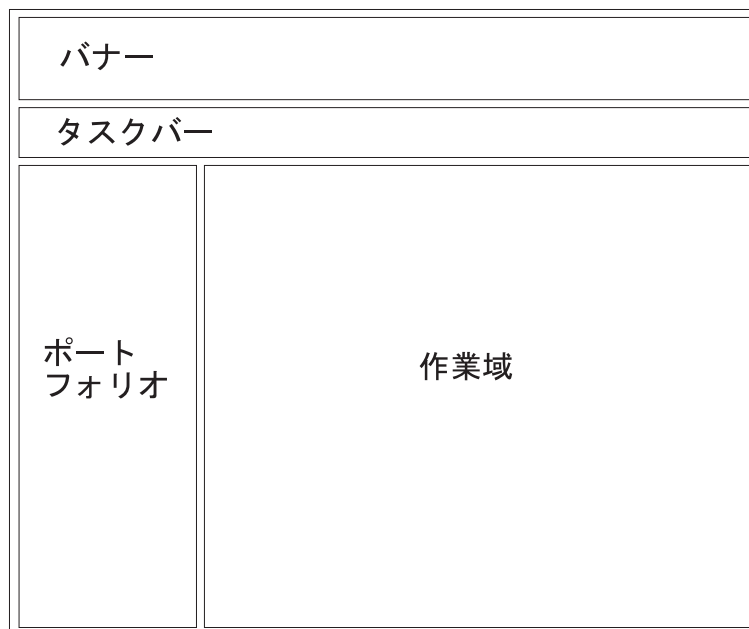 バナー
タスクバー
ポート
フォリオ
作業域